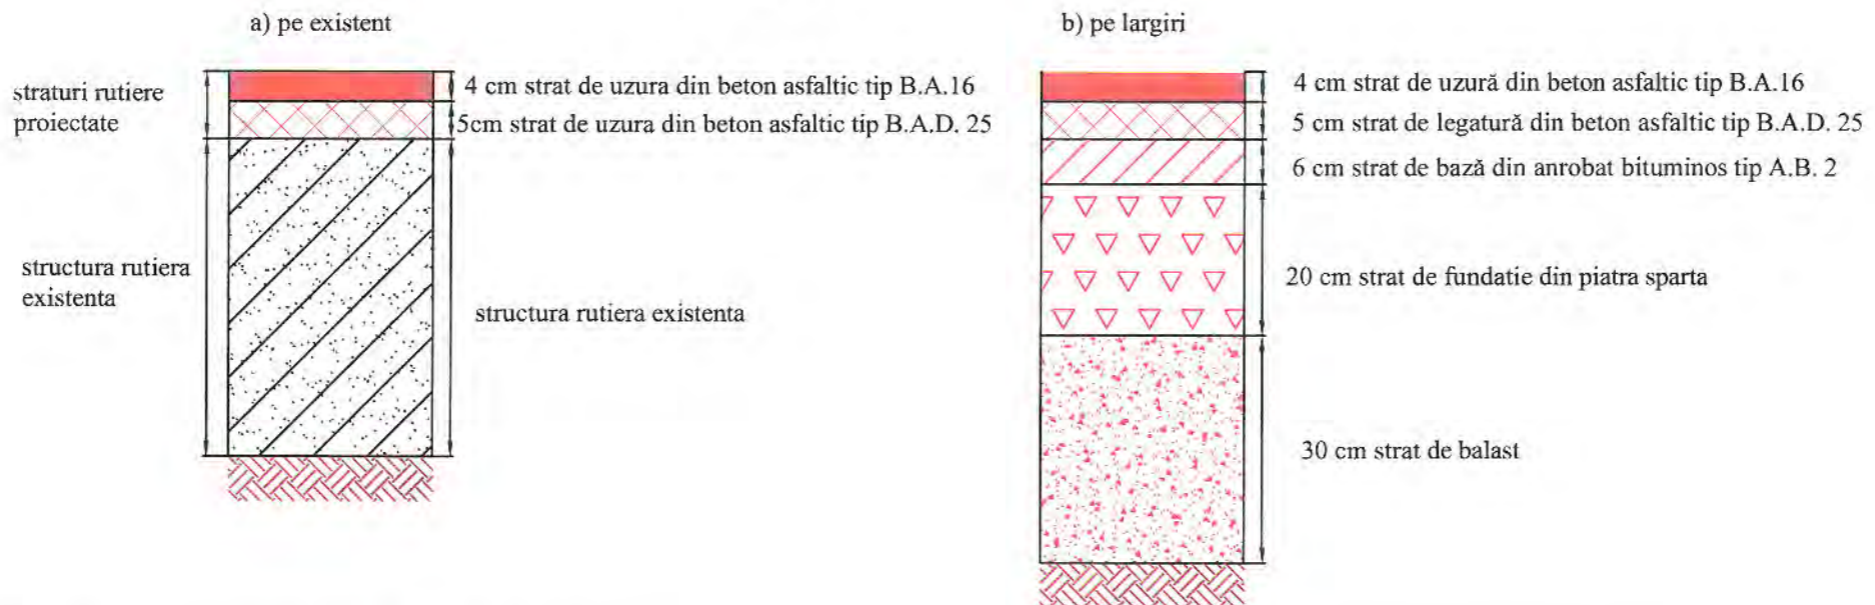 a) pe existent
straturi rutiere
proiectate
4 cm strat de uzura din beton asfaltic tip B.A.16
5cm strat de uzura din beton asfaltic tip B.A.D. 25
structura rutiera
existenta
structura rutiera existenta
b) pe largiri
4 cm strat de uzură din beton asfaltic tip B.A.16
5 cm strat de legatură din beton asfaltic tip B.A.D. 25
6 cm strat de bază din anrobat bituminos tip A.B. 2
20 cm strat de fundatie din piatra sparta
30 cm strat de balast